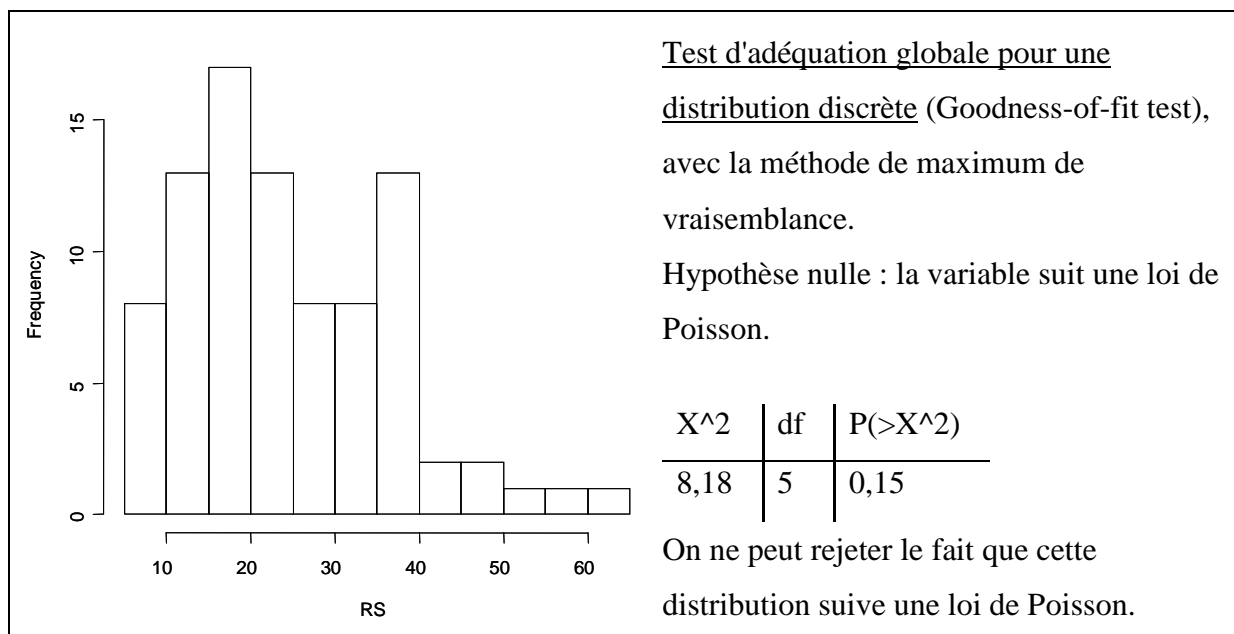 Frequency
15
10
5
0
10 20 30 40 50 60
RS
Test d'adéquation globale pour une
distribution discrète (Goodness-of-fit test),
avec la méthode de maximum de
vraisemblance.
Hypothèse nulle : la variable suit une loi de
Poisson.
X^2 df P(>X^2)
8,18 5 0,15
On ne peut rejeter le fait que cette
distribution suive une loi de Poisson.